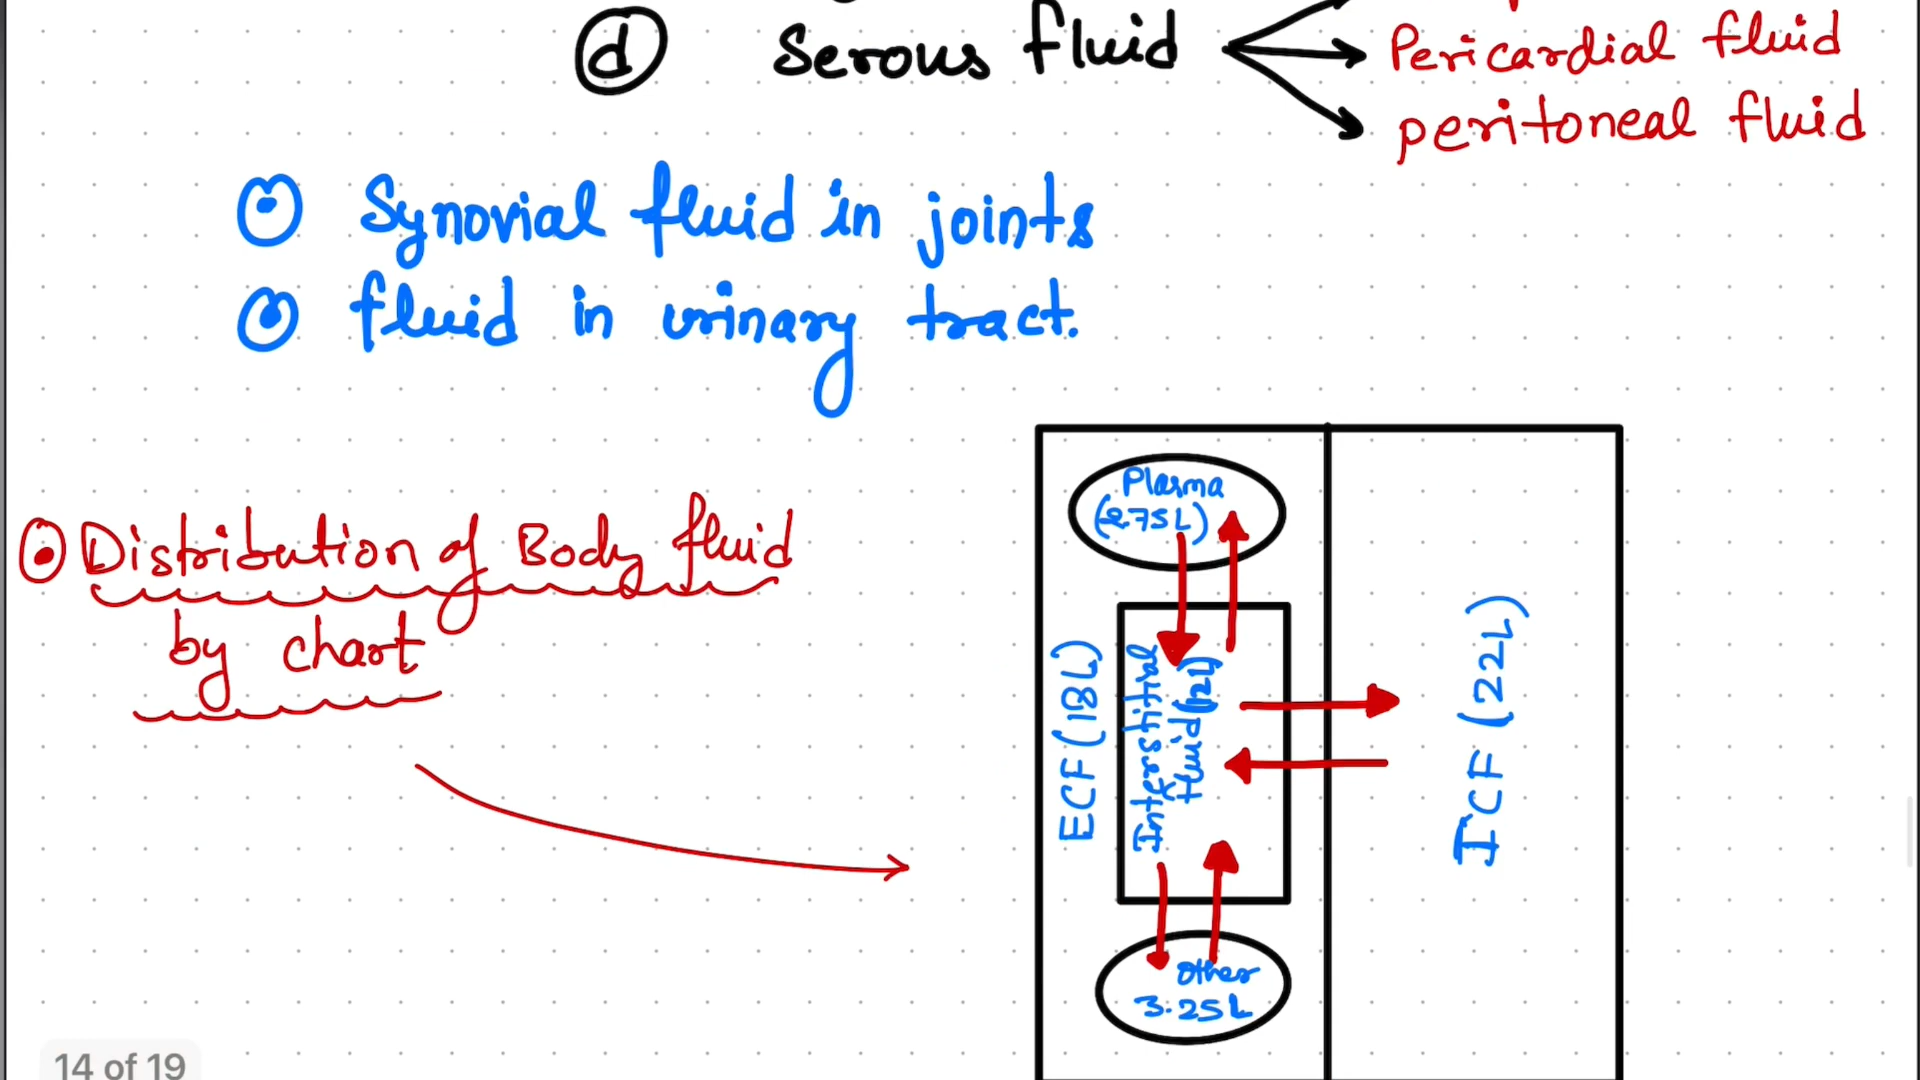 (d) Serous fluid
Pericardial fluid
peritoneal fluid
Synovial fluid in joints
fluid in urinary tract.
Distribution of Body fluid
by chart
Plasma
(2.75L)
ECF (18L)
Interstitial
fluid (12L)
ICF (22L)
Other
3.25L
14 of 19